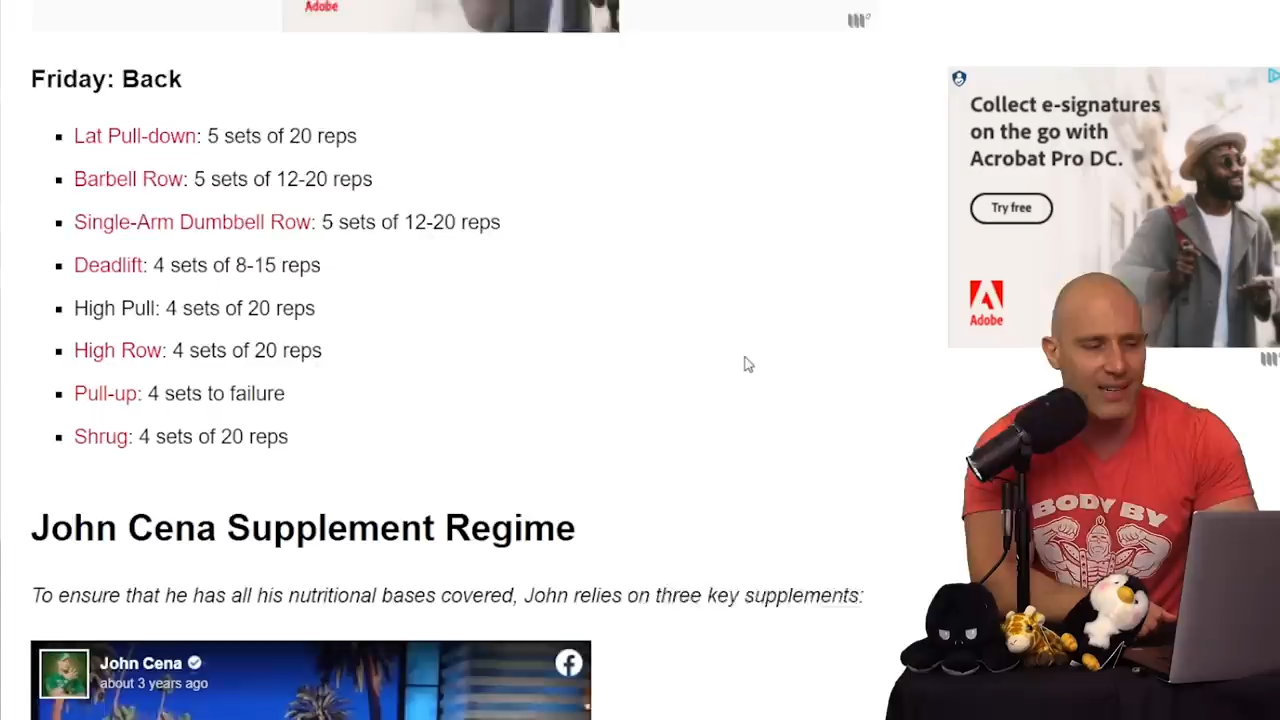 Adobe
Friday: Back
Lat Pull-down: 5 sets of 20 reps
Barbell Row: 5 sets of 12-20 reps
Single-Arm Dumbbell Row: 5 sets of 12-20 reps
Deadlift: 4 sets of 8-15 reps
High Pull: 4 sets of 20 reps
High Row: 4 sets of 20 reps
Pull-up: 4 sets to failure
Shrug: 4 sets of 20 reps
John Cena Supplement Regime
To ensure that he has all his nutritional bases covered, John relies on three key supplements:
John Cena
about 3 years ago
Collect e-signatures
on the go with
Acrobat Pro DC.
Try free
Adobe
BODY BY